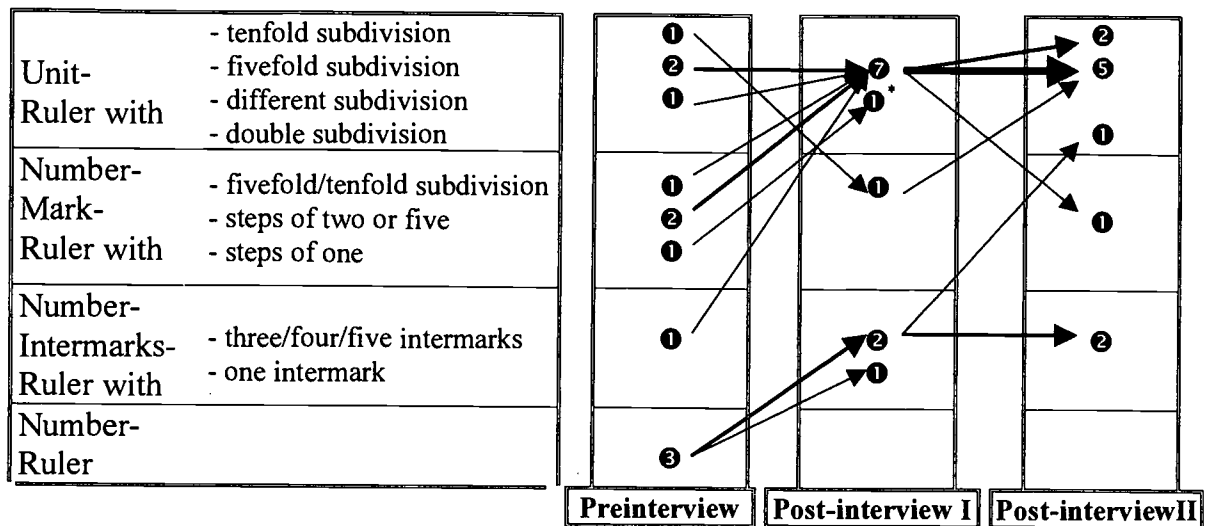 Unit-
Ruler with
- tenfold subdivision
- fivefold subdivision
- different subdivision
- double subdivision
Number-
Mark-
Ruler with
- fivefold/tenfold subdivision
- steps of two or five
- steps of one
Number-
Intermarks-
Ruler with
- three/four/five intermarks
- one intermark
Number-
Ruler
1
2
1
1
2
1
1
3
Preinterview
7
1*
1
2
1
Post-interview I
2
5
1
1
2
Post-interviewII